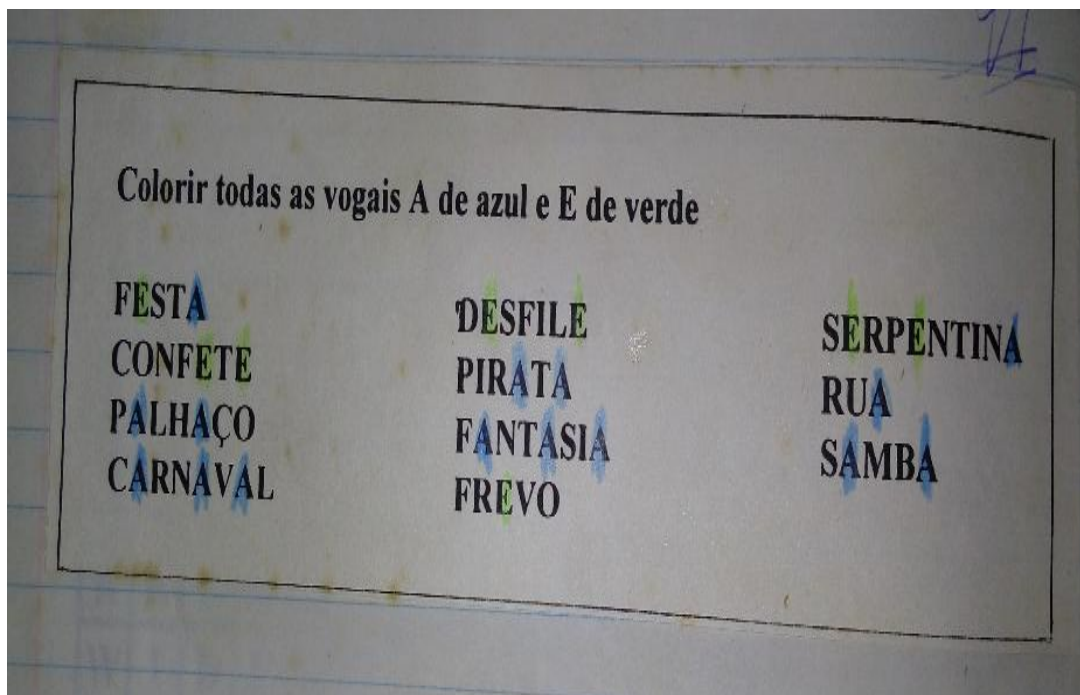 Colorir todas as vogais A de azul e E de verde
FESTA
CONFETE
PALHAÇO
CARNAVAL
DESFILE
PIRATA
FANTASIA
FREVO
SERPENTINA
RUA
SAMBA